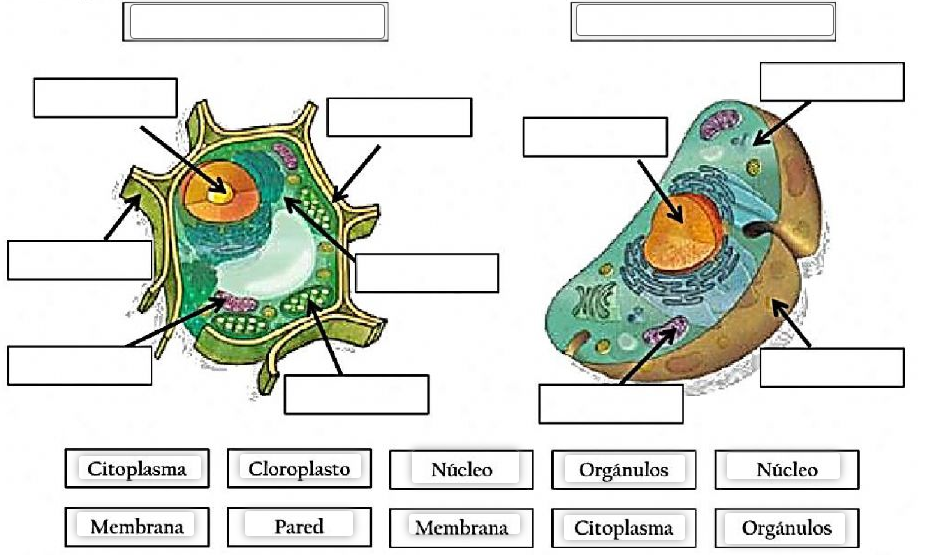 Citoplasma Cloroplasto Núcleo Orgánulos Núcleo
Membrana Pared Membrana Citoplasma Orgánulos